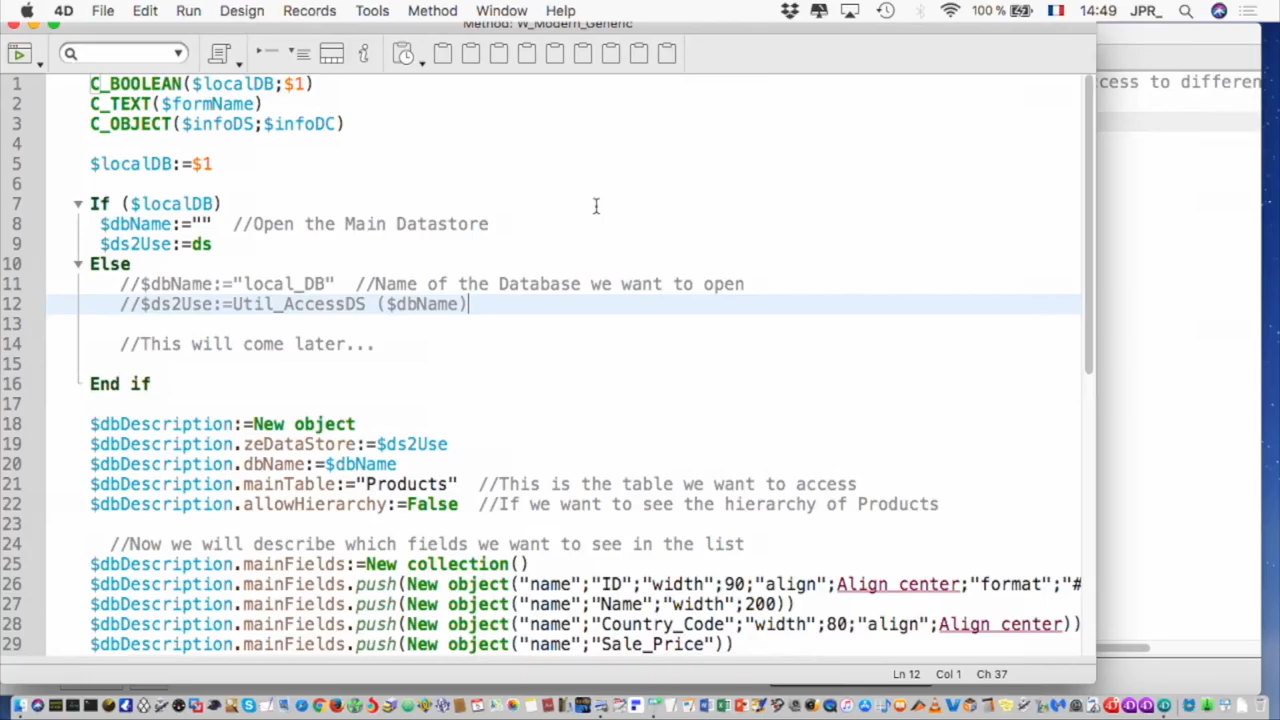 4D File Edit Run Design Records Tools Method Window Help 100 % 14:49 JPR_
Method: W_Modern_Generic
1 C_BOOLEAN($localDB;$1)
2 C_TEXT($formName)
3 C_OBJECT($infoDS;$infoDC)
4
5 $localDB:=$1
6
7 If ($localDB)
8 $dbName:="" //Open the Main Datastore
9 $ds2Use:=ds
10 Else
11 //$dbName:="local_DB" //Name of the Database we want to open
12 //$ds2Use:=Util_AccessDS ($dbName)
13
14 //This will come later...
15
16 End if
17
18 $dbDescription:=New object
19 $dbDescription.zeDataStore:=$ds2Use
20 $dbDescription.dbName:=$dbName
21 $dbDescription.mainTable:="Products" //This is the table we want to access
22 $dbDescription.allowHierarchy:=False //If we want to see the hierarchy of Products
23
24 //Now we will describe which fields we want to see in the list
25 $dbDescription.mainFields:=New collection()
26 $dbDescription.mainFields.push(New object("name";"ID";"width";90;"align";Align center;"format";"#
27 $dbDescription.mainFields.push(New object("name";"Name";"width";200))
28 $dbDescription.mainFields.push(New object("name";"Country_Code";"width";80;"align";Align center))
29 $dbDescription.mainFields.push(New object("name";"Sale_Price"))
ccess to differen
Ln 12 Col 1 Ch 37